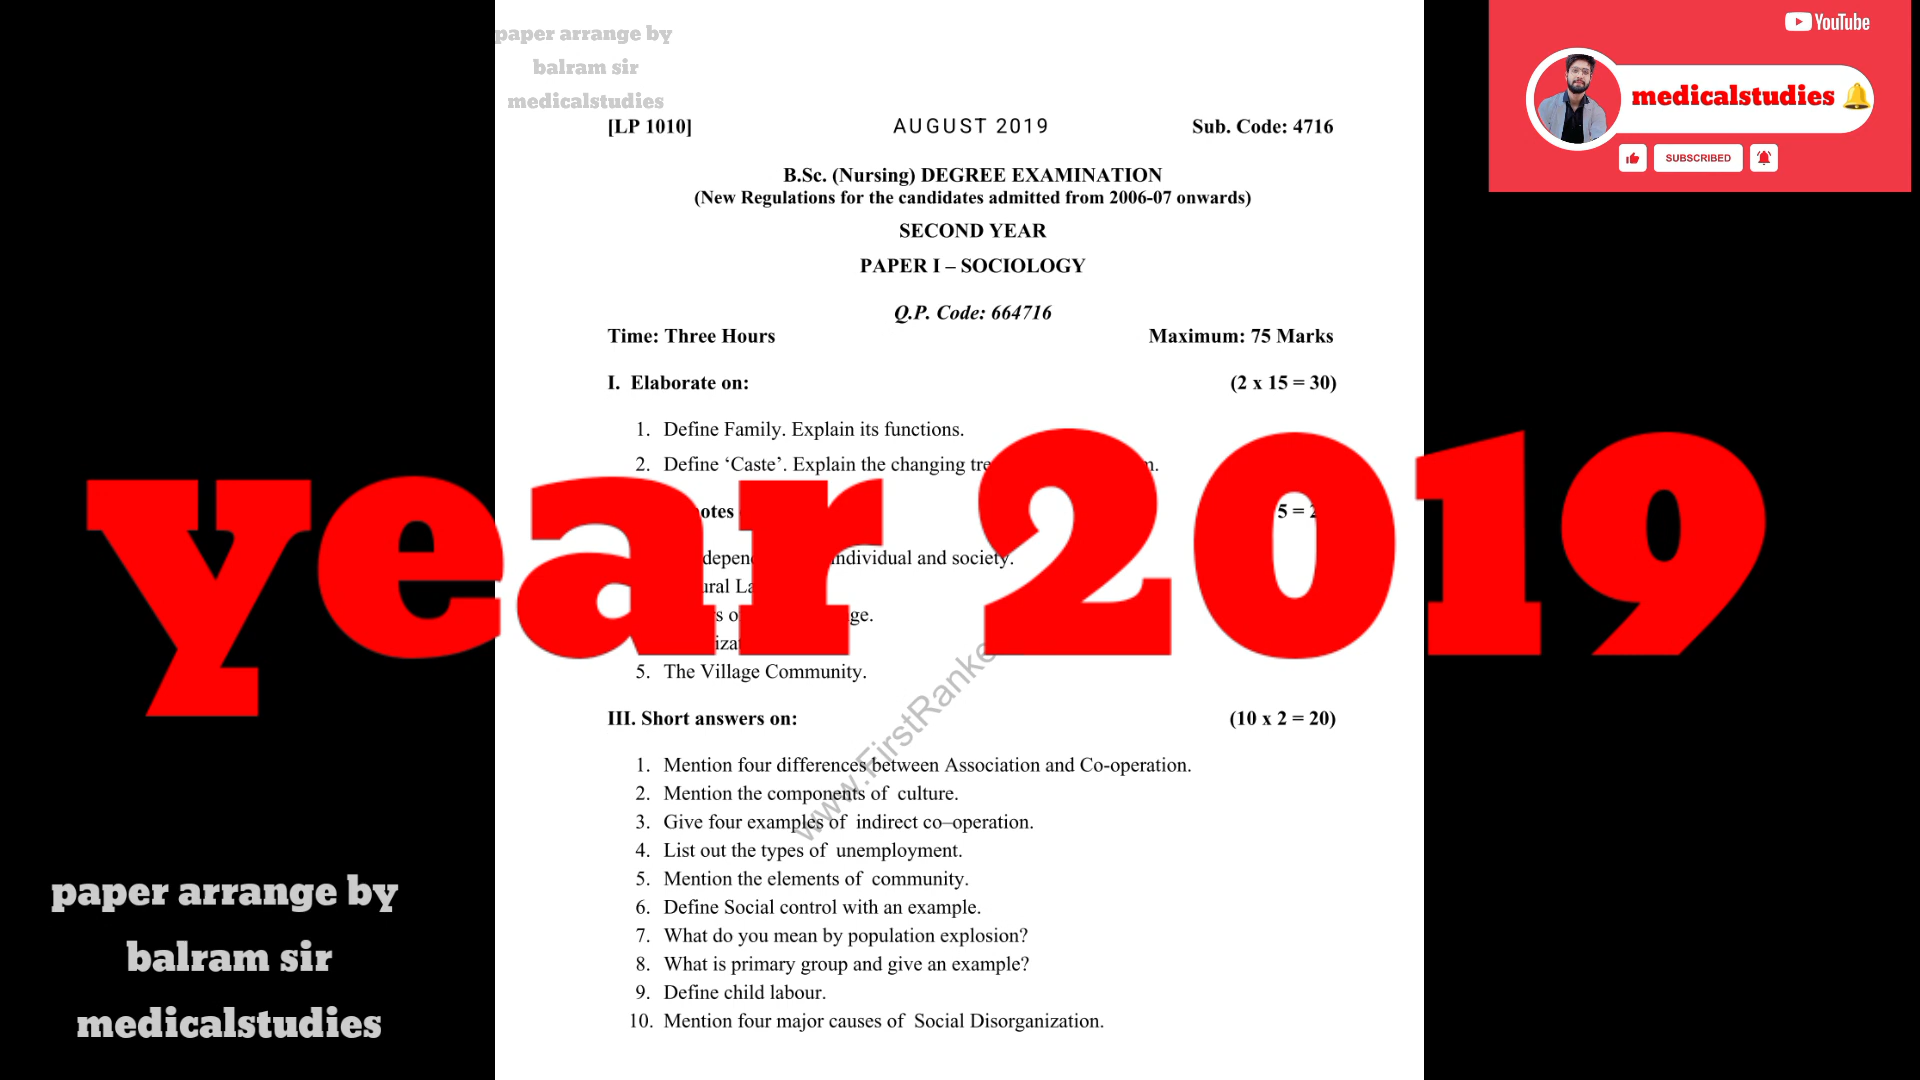 paper arrange by
balram sir
medicalstudies
YouTube
medicalstudies
SUBSCRIBED
[LP 1010] AUGUST 2019 Sub. Code: 4716
B.Sc. (Nursing) DEGREE EXAMINATION
(New Regulations for the candidates admitted from 2006-07 onwards)
SECOND YEAR
PAPER I – SOCIOLOGY
Q.P. Code: 664716
Time: Three Hours Maximum: 75 Marks
I. Elaborate on: (2 x 15 = 30)
1. Define Family. Explain its functions.
2. Define ‘Caste’. Explain the changing
year 2019
individual and society.
5. The Village Community.
www.FirstRanke
III. Short answers on: (10 x 2 = 20)
1. Mention four differences between Association and Co-operation.
2. Mention the components of culture.
3. Give four examples of indirect co–operation.
4. List out the types of unemployment.
5. Mention the elements of community.
6. Define Social control with an example.
7. What do you mean by population explosion?
8. What is primary group and give an example?
9. Define child labour.
10. Mention four major causes of Social Disorganization.
paper arrange by
balram sir
medicalstudies